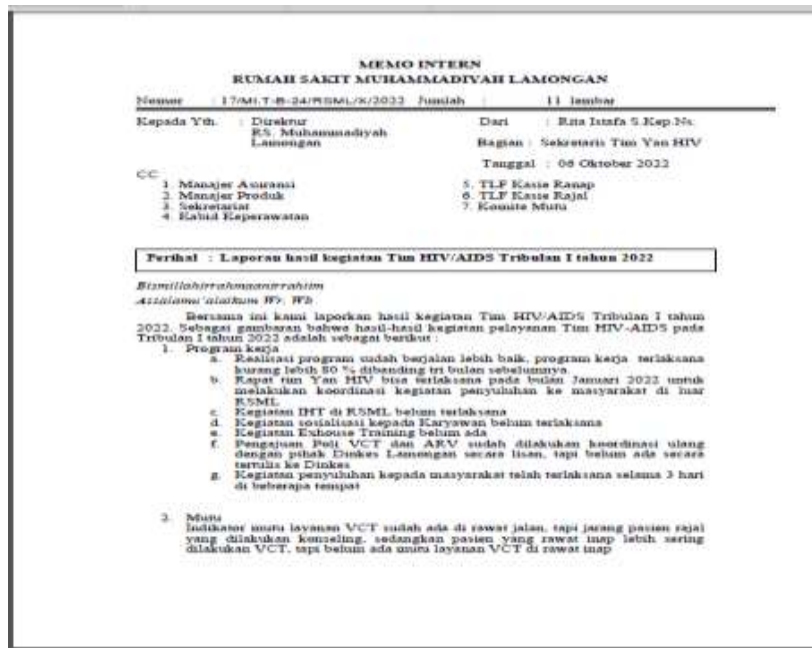 MEMO INTERN
RUMAH SAKIT MUHAMMADIYAH LAMONGAN
Nomor : 17/MI.T-B-24/RSML/X/2022 Jumlah : 11 lembar
Kepada Yth. : Direktur
RS. Muhammadiyah
Lamongan
Dari : Rita Istafa S.Kep.Ns.
Bagian : Sekretaris Tim Yan HIV
Tanggal : 08 Oktober 2022
CC
1. Manajer Asuransi
2. Manajer Produk
3. Sekretariat
4. Kabid Keperawatan
5. TLF Kasie Ranap
6. TLF Kasie Rajal
7. Komite Mutu
Perihal : Laporan hasil kegiatan Tim HIV/AIDS Tribulan I tahun 2022
Bismillahirrahmaanirrahiim
Assalamu'alaikum Wr. Wb
Bersama ini kami laporkan hasil kegiatan Tim HIV/AIDS Tribulan I tahun
2022. Sebagai gambaran bahwa hasil-hasil kegiatan pelayanan Tim HIV-AIDS pada
Tribulan I tahun 2022 adalah sebagai berikut :
1. Program kerja
a. Realisasi program sudah berjalan lebih baik, program kerja terlaksana
kurang lebih 80 % dibanding tri bulan sebelumnya.
b. Rapat tim Yan HIV bisa terlaksana pada bulan Januari 2022 untuk
melakukan koordinasi kegiatan penyuluhan ke masyarakat di luar
RSML
c. Kegiatan IHT di RSML belum terlaksana
d. Kegiatan sosialisasi kepada Karyawan belum terlaksana
e. Kegiatan Exhouse Training belum ada
f. Pengajuan Poli VCT dan ARV sudah dilakukan koordinasi ulang
dengan pihak Dinkes Lamongan secara lisan, tapi belum ada secara
tertulis ke Dinkes
g. Kegiatan penyuluhan kepada masyarakat telah terlaksana selama 3 hari
di beberapa tempat
2. Mutu
Indikator mutu layanan VCT sudah ada di rawat jalan, tapi jarang pasien rajal
yang dilakukan konseling, sedangkan pasien yang rawat inap lebih sering
dilakukan VCT, tapi belum ada mutu layanan VCT di rawat inap